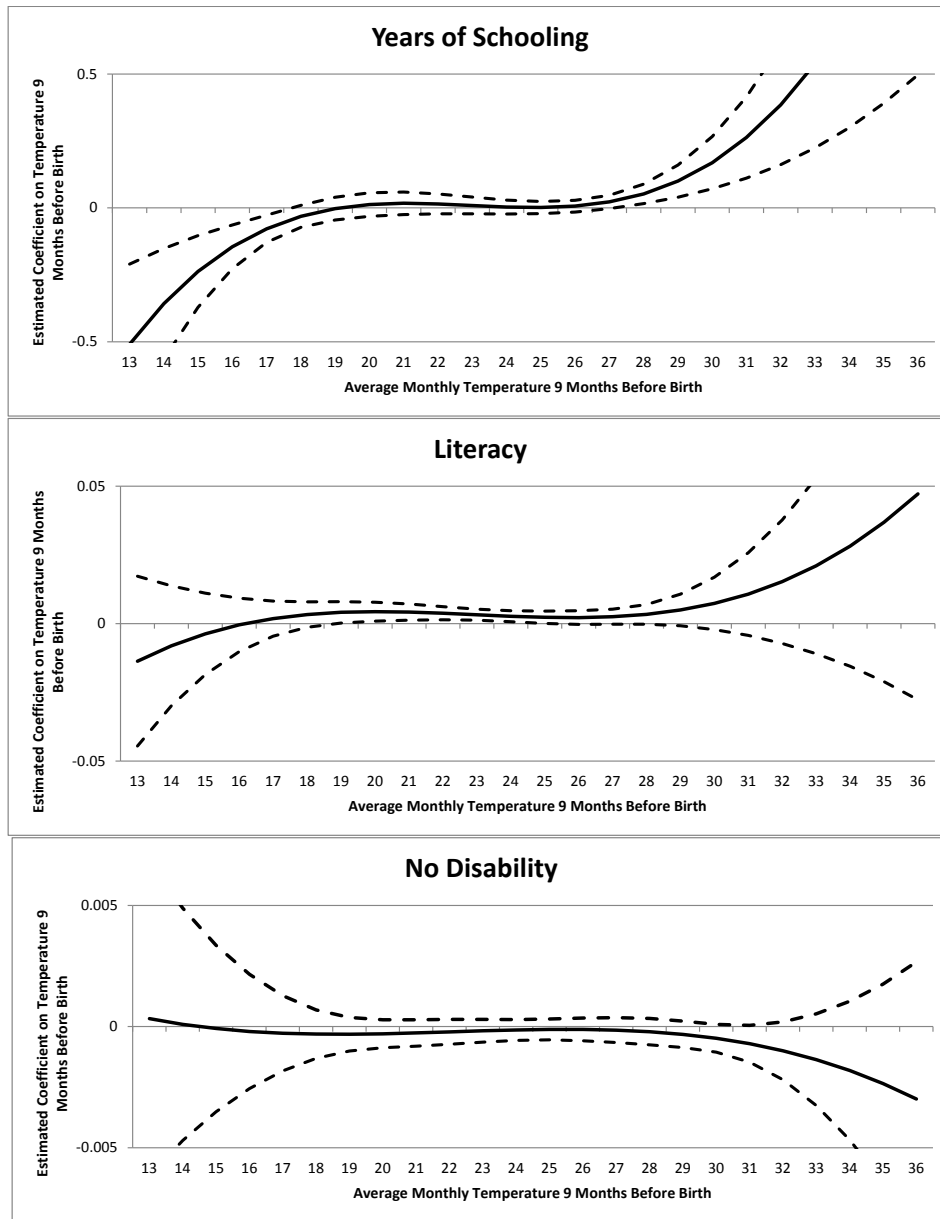 Years of Schooling
Estimated Coefficient on Temperature 9
Months Before Birth
0.5
0
-0.5
13 14 15 16 17 18 19 20 21 22 23 24 25 26 27 28 29 30 31 32 33 34 35 36
Average Monthly Temperature 9 Months Before Birth
Literacy
Estimated Coefficient on Temperature 9 Months
Before Birth
0.05
0
-0.05
13 14 15 16 17 18 19 20 21 22 23 24 25 26 27 28 29 30 31 32 33 34 35 36
Average Monthly Temperature 9 Months Before Birth
No Disability
Estimated Coefficient on Temperature 9
Months Before Birth
0.005
0
-0.005
13 14 15 16 17 18 19 20 21 22 23 24 25 26 27 28 29 30 31 32 33 34 35 36
Average Monthly Temperature 9 Months Before Birth